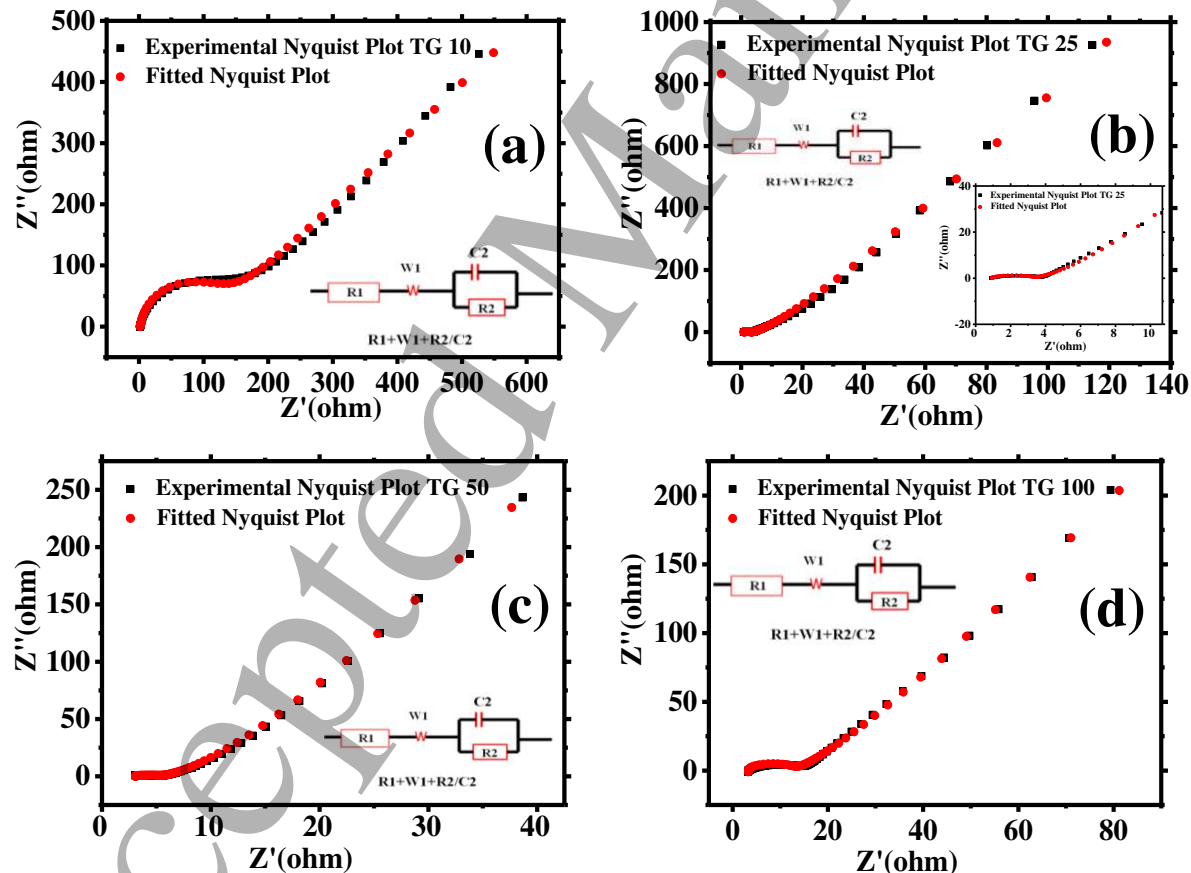 500
400
300
200
100
0
Z''(ohm)
Experimental Nyquist Plot TG 10
Fitted Nyquist Plot
(a)
C2
W1
R1
R2
R1+W1+R2/C2
0 100 200 300 400 500 600
Z'(ohm)
1000
800
600
400
200
0
Z''(ohm)
Experimental Nyquist Plot TG 25
Fitted Nyquist Plot
(b)
C2
W1
R1
R2
R1+W1+R2/C2
40
20
0
-20
Z''(ohm)
Experimental Nyquist Plot TG 25
Fitted Nyquist Plot
0 2 4 6 8 10
Z'(ohm)
0 20 40 60 80 100 120 140
Z'(ohm)
250
200
150
100
50
0
Z''(ohm)
Experimental Nyquist Plot TG 50
Fitted Nyquist Plot
(c)
C2
W1
R1
R2
R1+W1+R2/C2
0 10 20 30 40
Z'(ohm)
200
150
100
50
0
Z''(ohm)
Experimental Nyquist Plot TG 100
Fitted Nyquist Plot
(d)
C2
W1
R1
R2
R1+W1+R2/C2
0 20 40 60 80
Z'(ohm)
cepted Ma